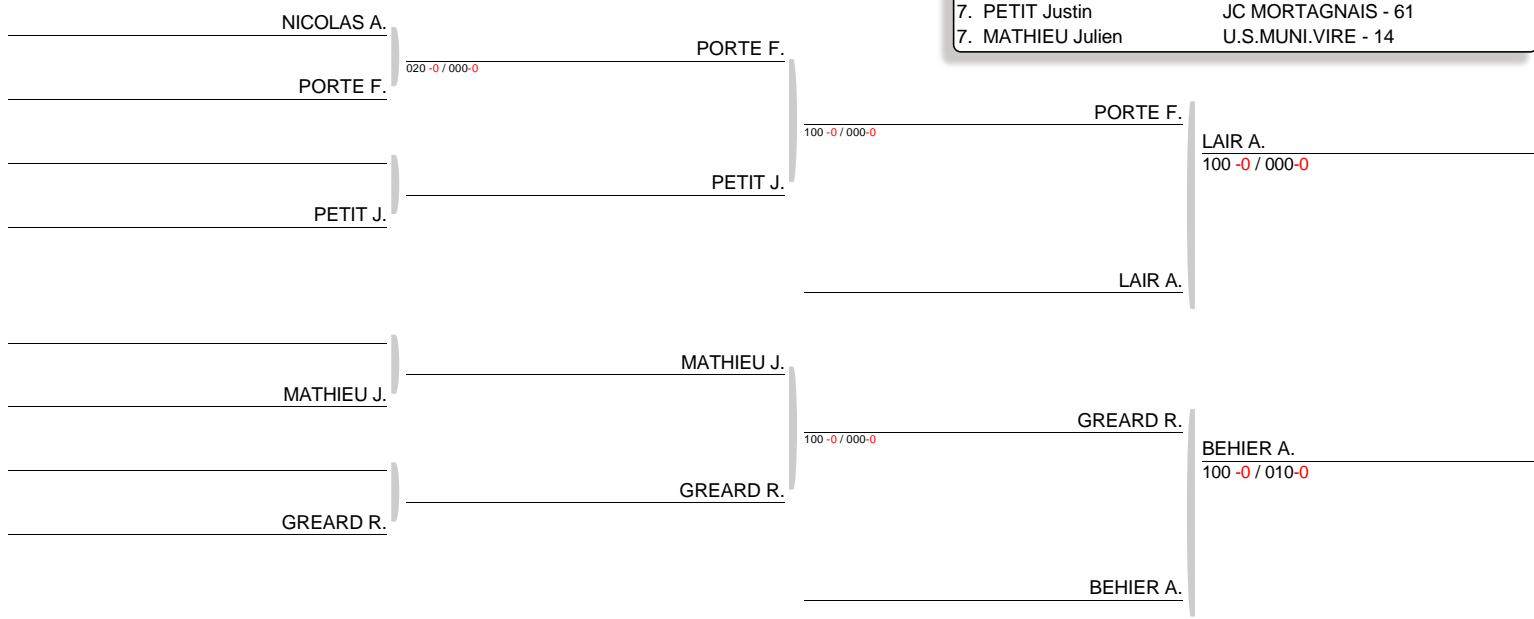 7. PETIT Justin JC MORTAGNAIS - 61
7. MATHIEU Julien U.S.MUNI.VIRE - 14
NICOLAS A.
PORTE F.
020 -0 / 000-0
PORTE F.
PETIT J.
PETIT J.
PORTE F.
100 -0 / 000-0
LAIR A.
LAIR A.
100 -0 / 000-0
MATHIEU J.
MATHIEU J.
GREARD R.
GREARD R.
GREARD R.
100 -0 / 000-0
BEHIER A.
BEHIER A.
100 -0 / 010-0